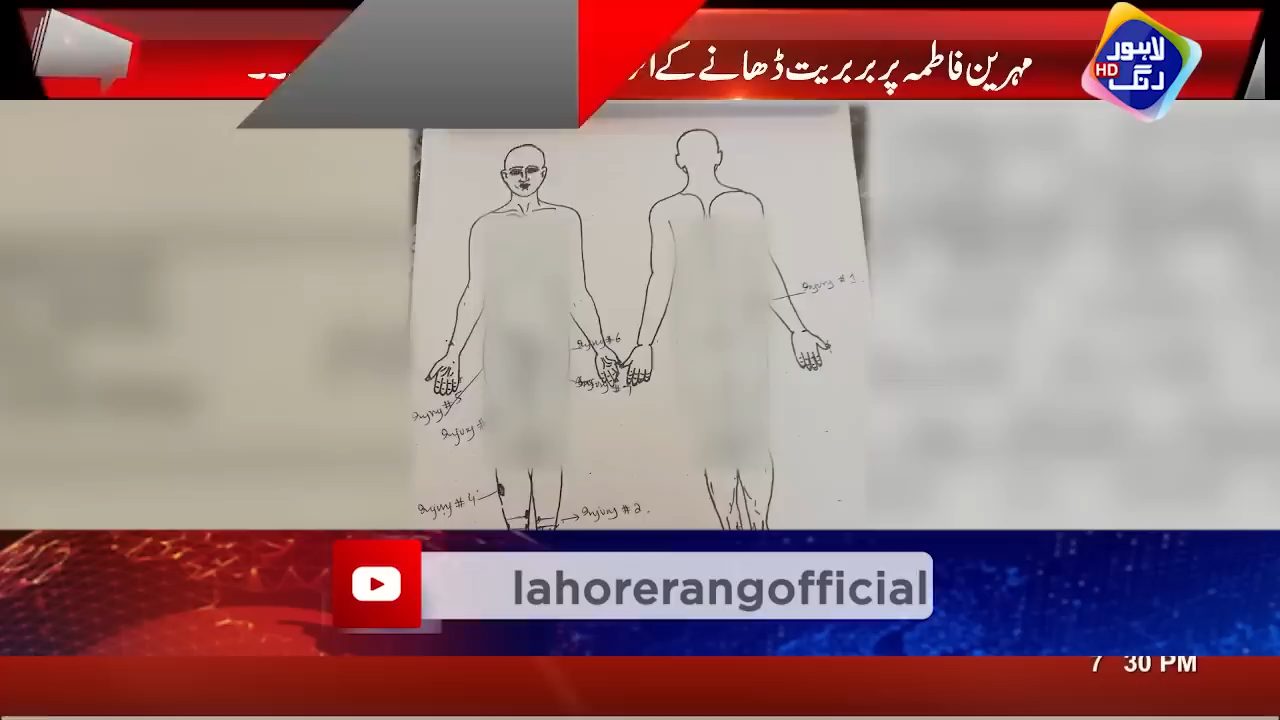 مہرین فاطمہ پر بربریت ڈھانے کے
لاہور
رنگ
HD
Injury # 1.
Injury # 6
Injury # 5
Injury #
Injury # 4
Injury # 2.
lahorerangofficial
7 30 PM